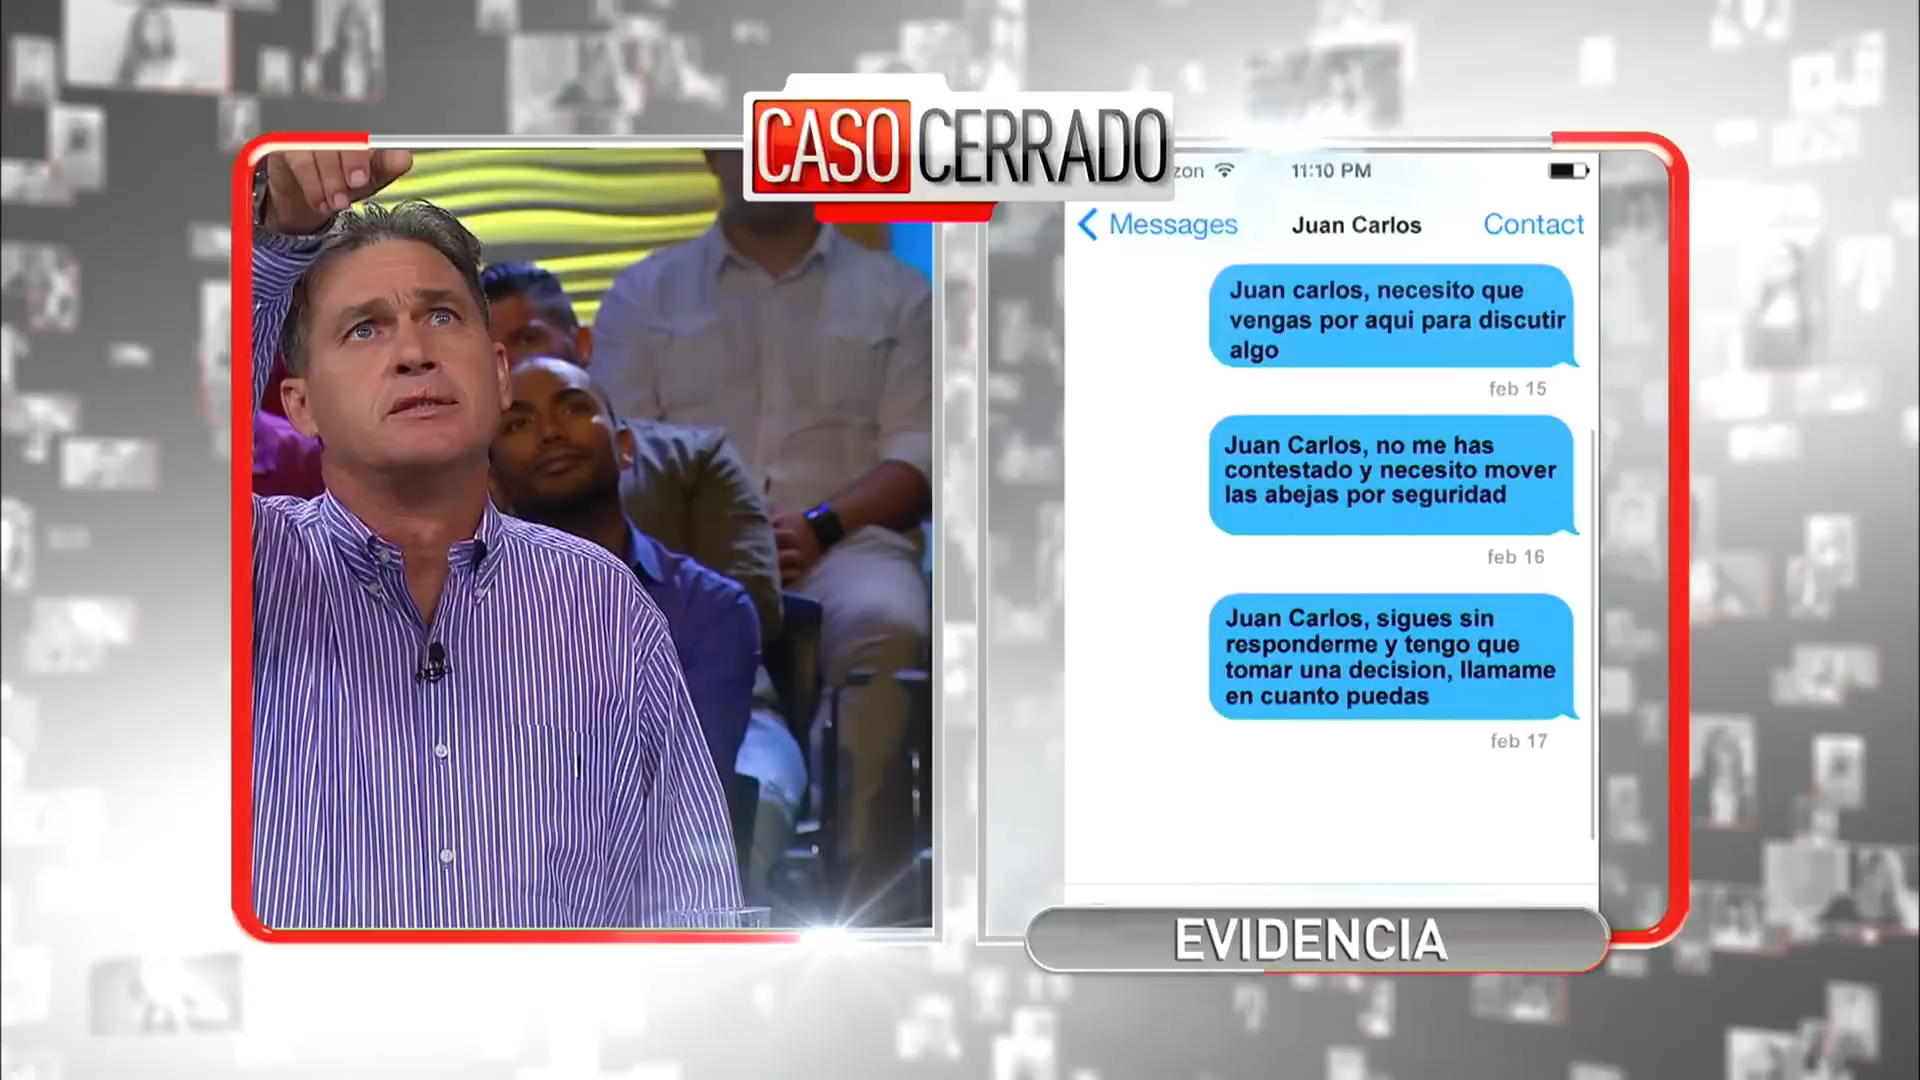 CASO CERRADO
zon 11:10 PM
Messages Juan Carlos Contact
Juan carlos, necesito que
vengas por aqui para discutir
algo
feb 15
Juan Carlos, no me has
contestado y necesito mover
las abejas por seguridad
feb 16
Juan Carlos, sigues sin
responderme y tengo que
tomar una decision, llamame
en cuanto puedas
feb 17
EVIDENCIA